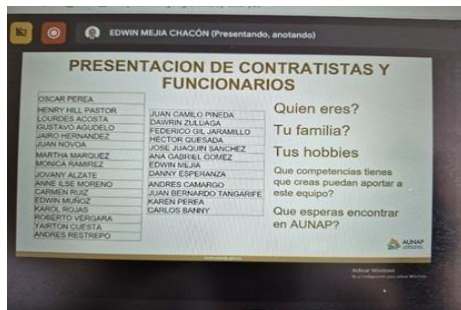 EDWIN MEJIA CHACÓN (Presentando, anotando)
PRESENTACION DE CONTRATISTAS Y
FUNCIONARIOS
OSCAR PEREA
HENRY HILL PASTOR
LOURDES ACOSTA
GUSTAVO AGUDELO
JAIRO HERNANDEZ
JUAN NOVOA
MARTHA MARQUEZ
MONICA RAMIREZ
JOVANY ALZATE
ANNE ILSE MORENO
CARMEN RUIZ
EDWIN MUÑOZ
KAROL ROJAS
ROBERTO VERGARA
YAIRTON CUESTA
ANDRES RESTREPO
JUAN CAMILO PINEDA
DAWRIN ZULUAGA
FEDERICO GIL JARAMILLO
HECTOR QUESADA
JOSE JUAQUIN SANCHEZ
ANA GABRIEL GOMEZ
EDWIN MEJIA
DANNY ESPERANZA
ANDRES CAMARGO
JUAN BERNARDO TANGARIFE
KAREN PEREA
CARLOS BANNY
Quien eres?
Tu familia?
Tus hobbies
Que competencias tienes
que creas puedan aportar a
este equipo?
Que esperas encontrar
en AUNAP?
AUNAP
Activar Windows